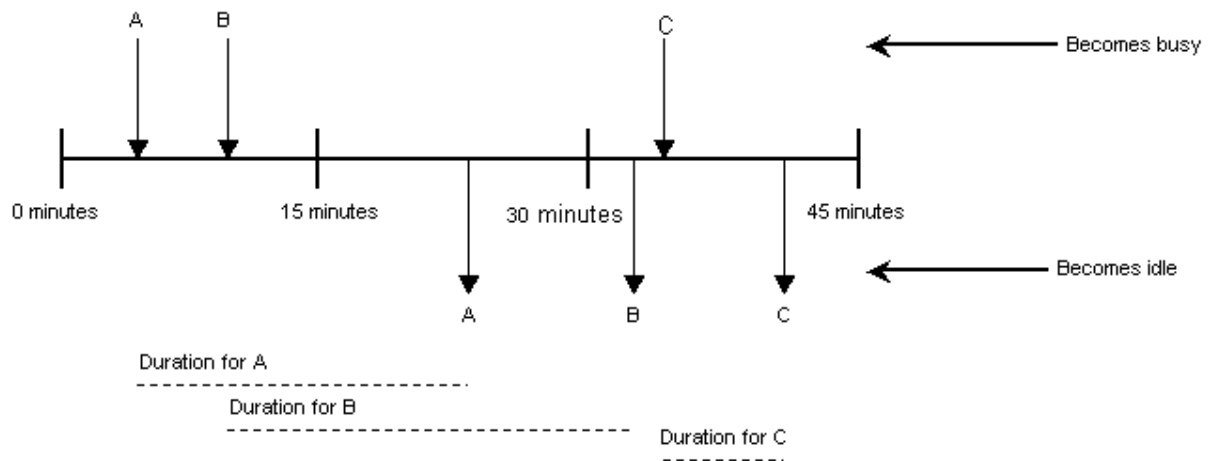 A
B
C
Becomes busy
0 minutes
15 minutes
30 minutes
45 minutes
Becomes idle
A
B
C
Duration for A
Duration for B
Duration for C